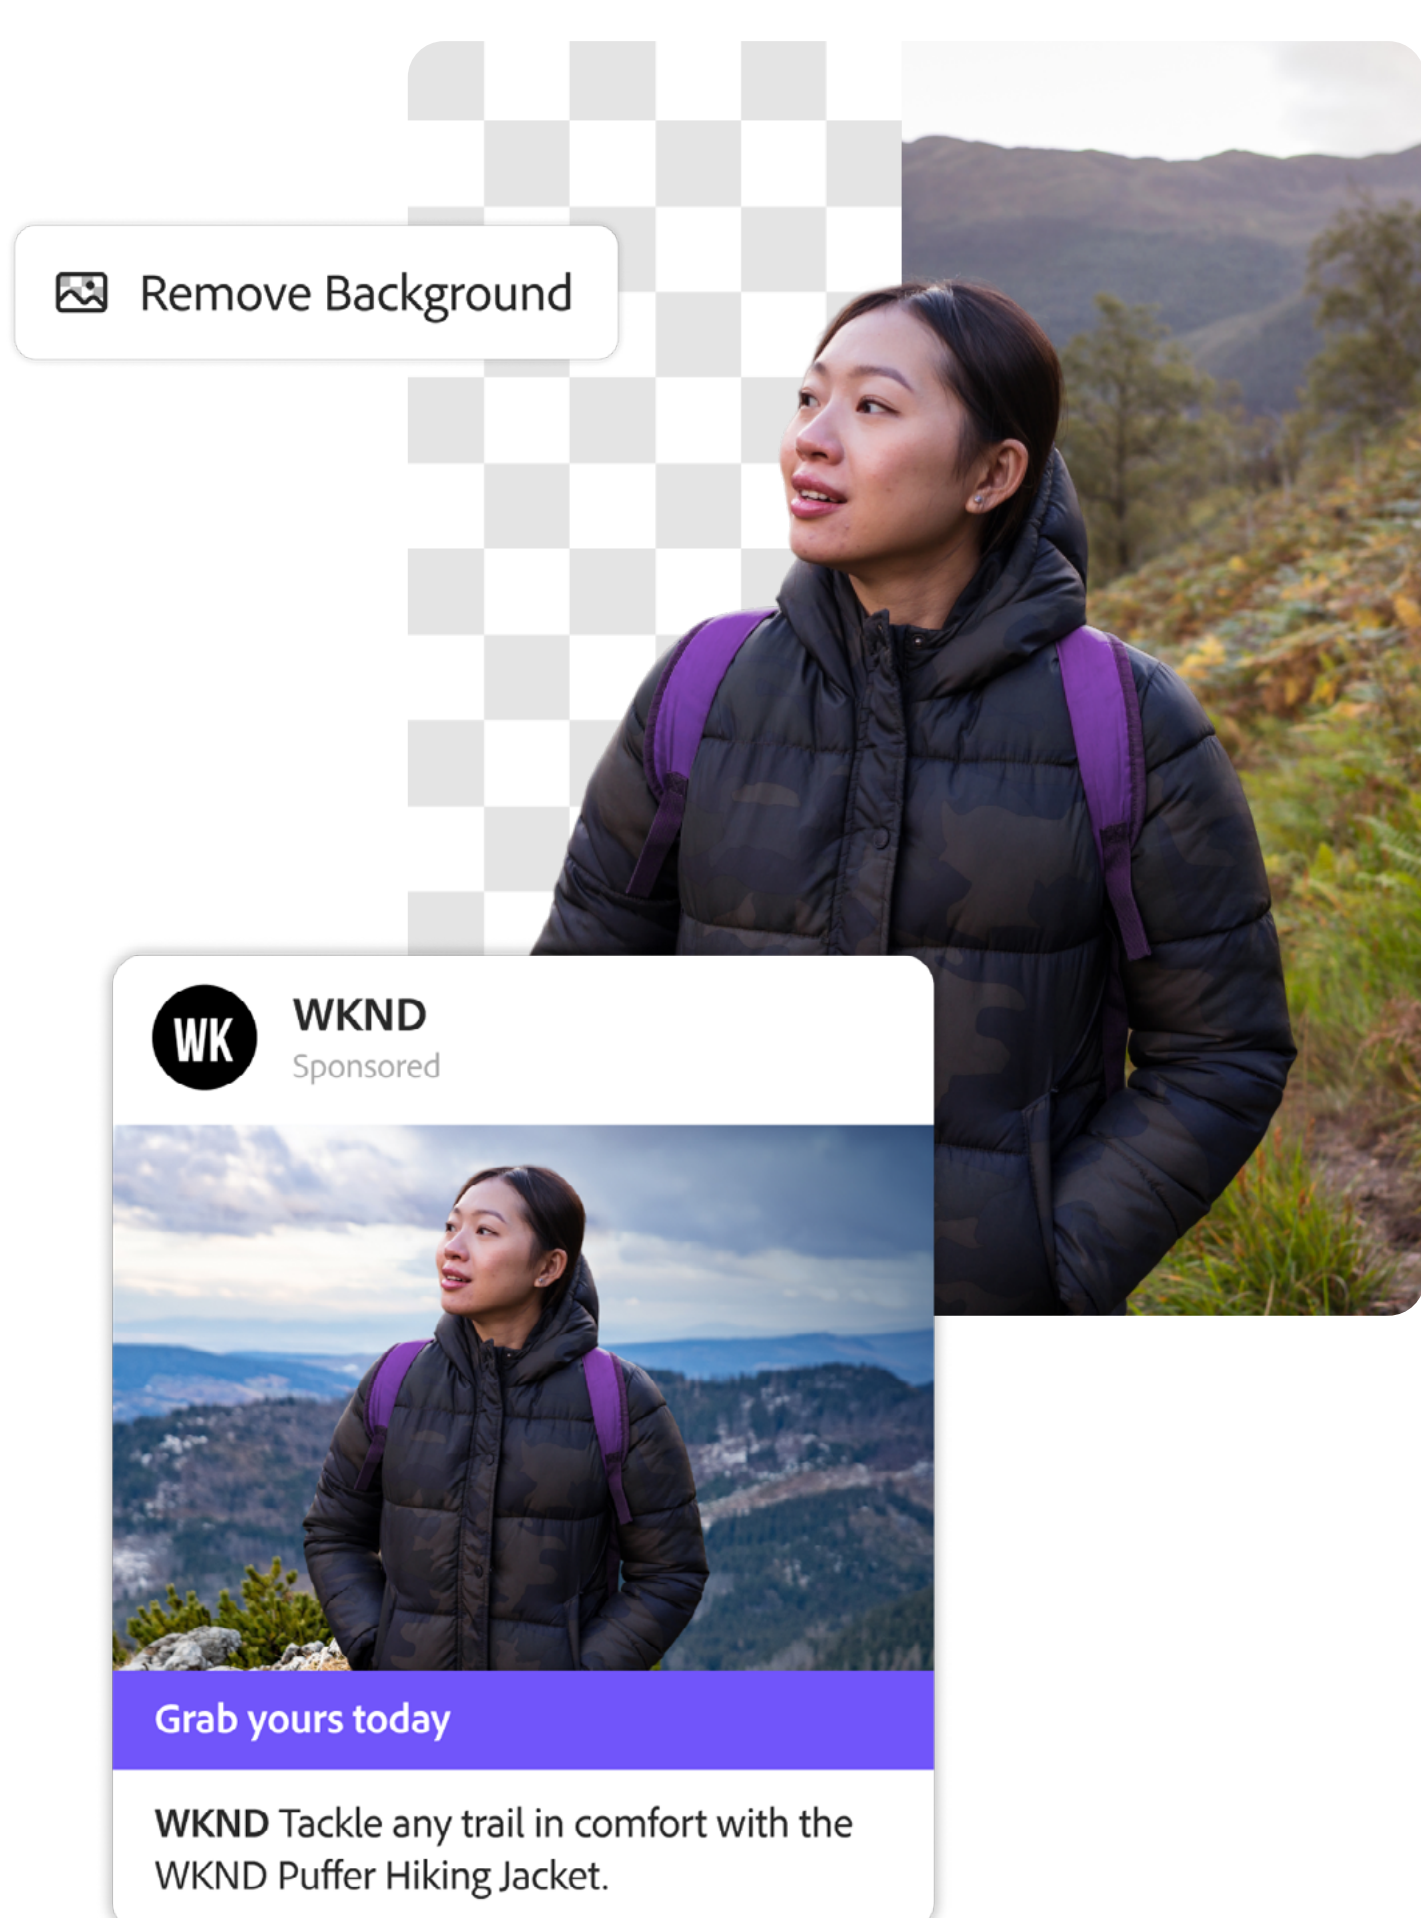 Remove Background
WK
WKND
Sponsored
Grab yours today
WKND Tackle any trail in comfort with the
WKND Puffer Hiking Jacket.